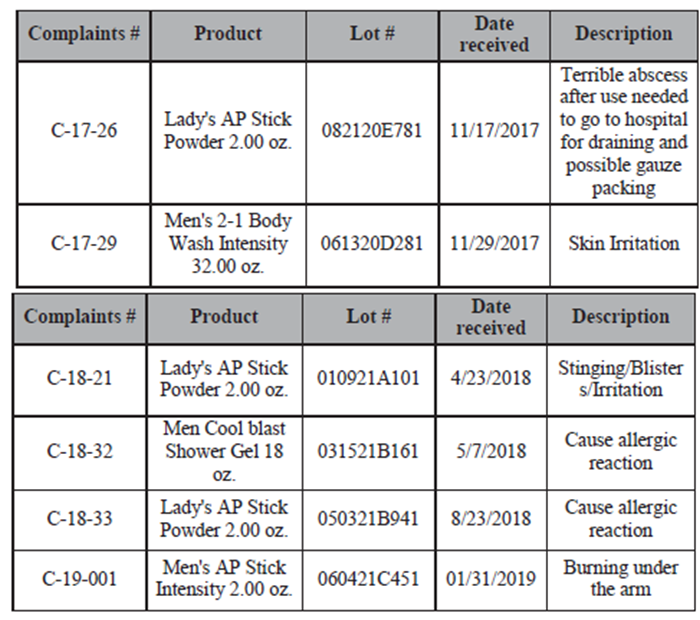 Complaints # Product Lot # Date received Description
C-17-26 Lady's AP Stick Powder 2.00 oz. 082120E781 11/17/2017 Terrible abscess after use needed to go to hospital for draining and possible gauze packing
C-17-29 Men's 2-1 Body Wash Intensity 32.00 oz. 061320D281 11/29/2017 Skin Irritation
Complaints # Product Lot # Date received Description
C-18-21 Lady's AP Stick Powder 2.00 oz. 010921A101 4/23/2018 Stinging/Blisters/Irritation
C-18-32 Men Cool blast Shower Gel 18 oz. 031521B161 5/7/2018 Cause allergic reaction
C-18-33 Lady's AP Stick Powder 2.00 oz. 050321B941 8/23/2018 Cause allergic reaction
C-19-001 Men's AP Stick Intensity 2.00 oz. 060421C451 01/31/2019 Burning under the arm